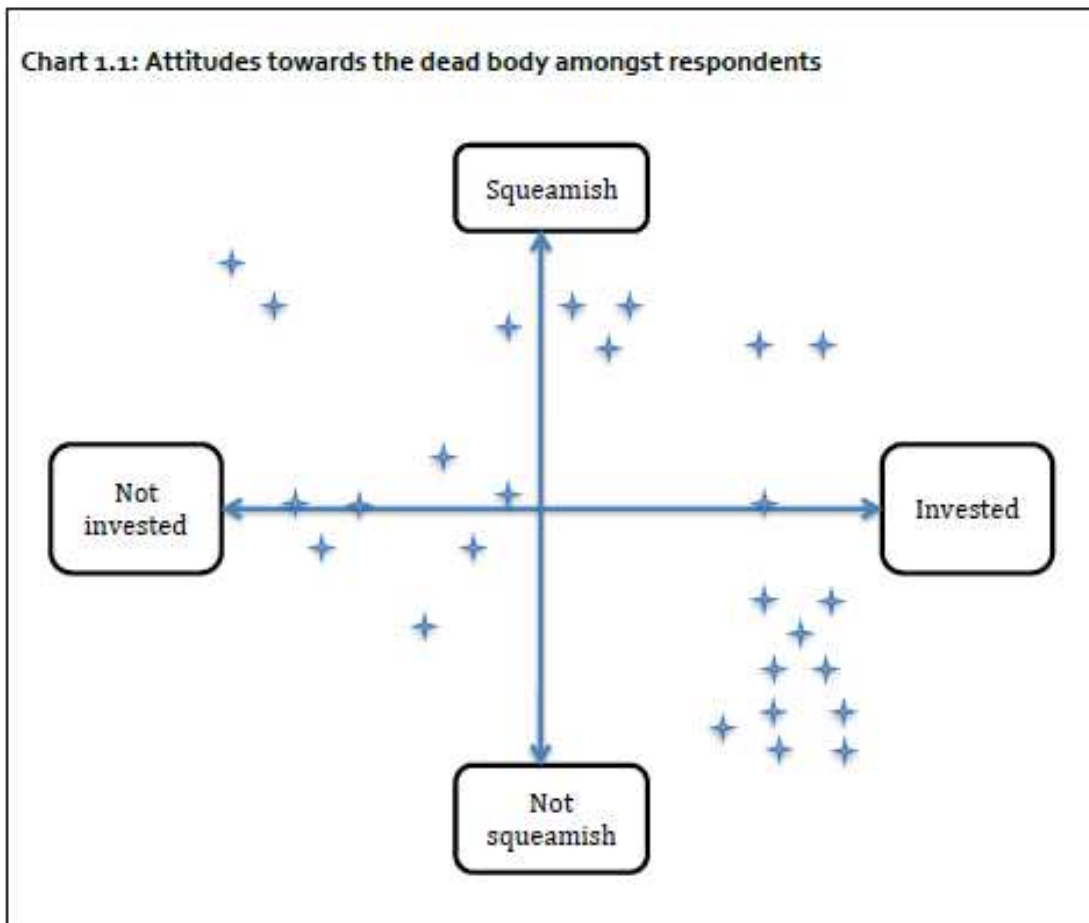 Chart 1.1: Attitudes towards the dead body amongst respondents
Squeamish
Not
invested
Invested
Not
squeamish